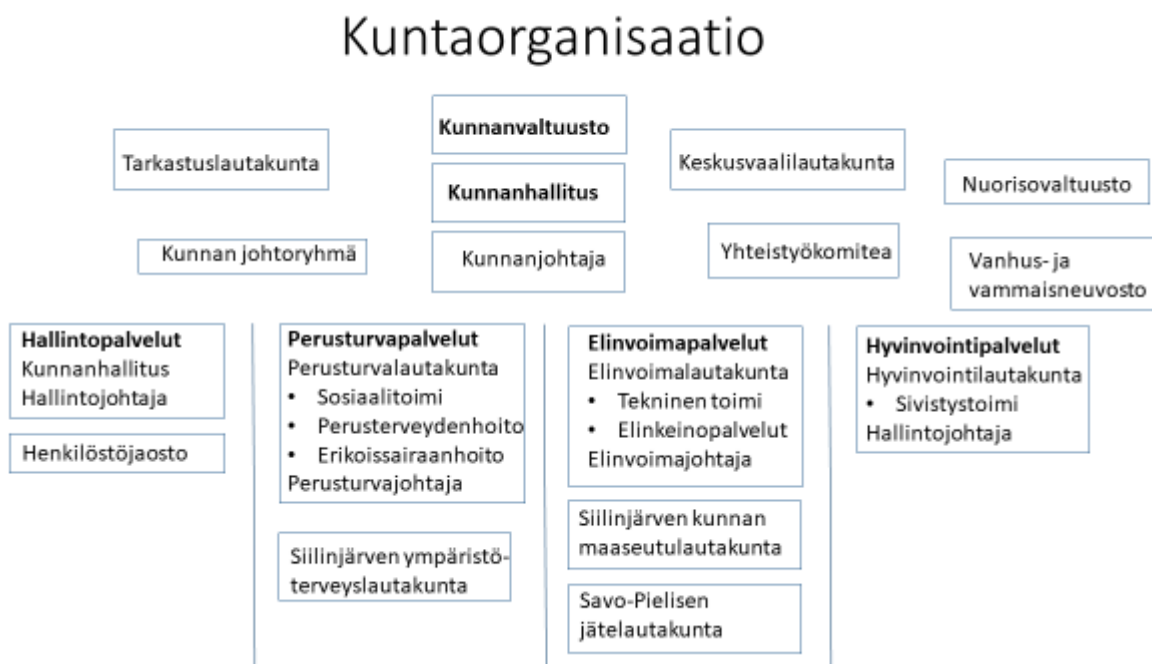 Kuntaorganisaatio
Kunnanvaltuusto
Tarkastuslautakunta
Keskusvaalilautakunta
Kunnanhallitus
Nuorisovaltuusto
Kunnan johtoryhmä
Kunnanjohtaja
Yhteistyökomitea
Vanhus- ja
vammaisneuvosto
Hallintopalvelut
Kunnanhallitus
Hallintojohtaja
Henkilöstöjaosto
Perusturvapalvelut
Perusturvalautakunta
• Sosiaalitoimi
• Perusterveydenhoito
• Erikoissairaanhoito
Perusturvajohtaja
Siilinjärven ympäristö-
terveyslautakunta
Elinvoimapalvelut
Elinvoimalautakunta
• Tekninen toimi
• Elinkeinopalvelut
Elinvoimajohtaja
Siilinjärven kunnan
maaseutulautakunta
Savo-Pielisen
jätelautakunta
Hyvinvointipalvelut
Hyvinvointilautakunta
• Sivistystoimi
Hallintojohtaja